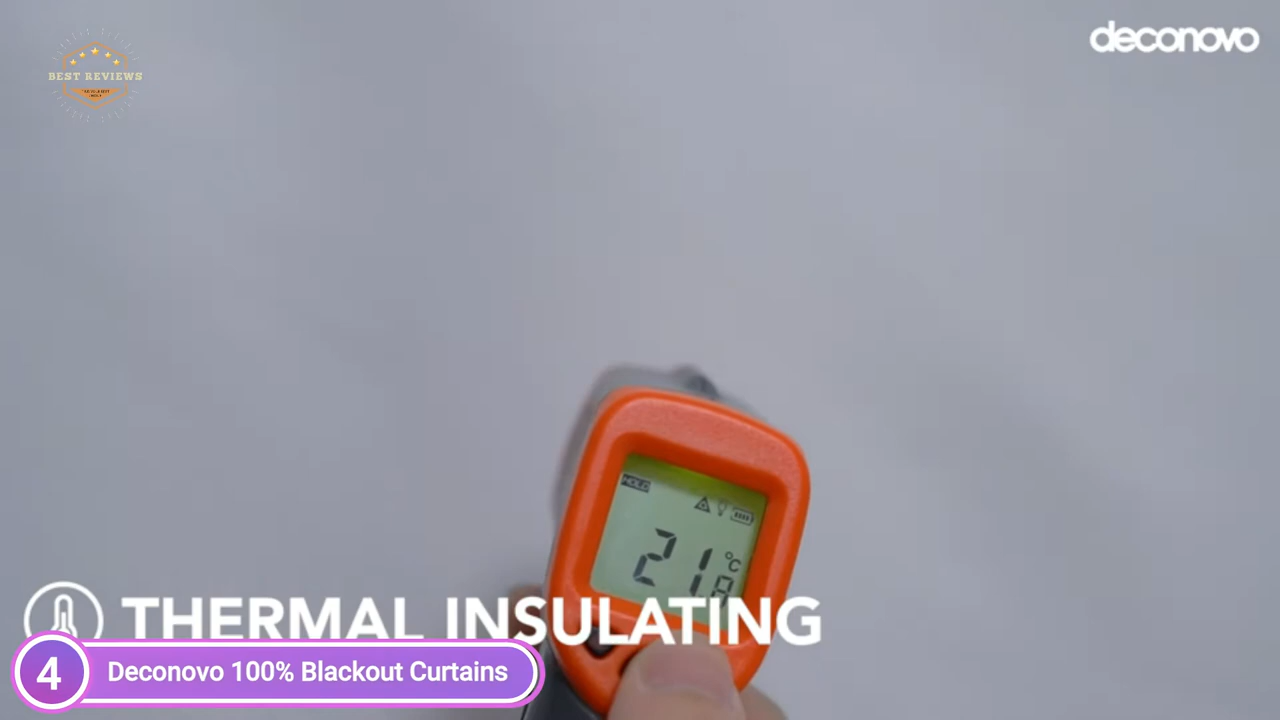 deconovo
BEST REVIEWS
HOLD
21.8
°C
THERMAL INSULATING
4
Deconovo 100% Blackout Curtains